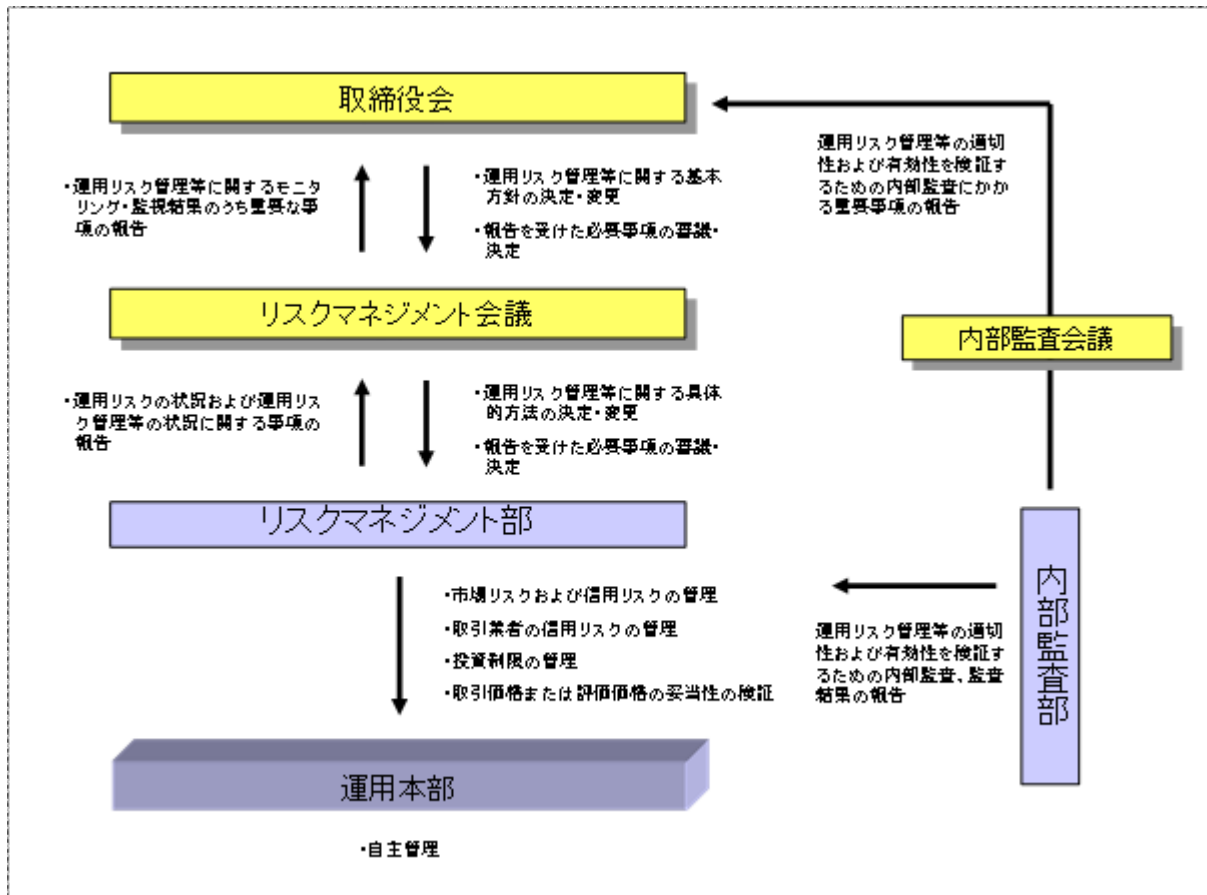 取締役会
・運用リスク管理等に関するモニタ
リング・監視結果のうち重要な事
項の報告
・運用リスク管理等に関する基本
方針の決定・変更
・報告を受けた必要事項の審議・
決定
運用リスク管理等の適切
性および有効性を検証す
るための内部監査にかか
る重要事項の報告
リスクマネジメント会議
内部監査会議
・運用リスクの状況および運用リス
ク管理等の状況に関する事項の
報告
・運用リスク管理等に関する具体
的方法の決定・変更
・報告を受けた必要事項の審議・
決定
リスクマネジメント部
内部監査部
・市場リスクおよび信用リスクの管理
・取引業者の信用リスクの管理
・投資制限の管理
・取引価格または評価価格の妥当性の検証
運用リスク管理等の適切
性および有効性を検証す
るための内部監査、監査
結果の報告
運用本部
・自主管理